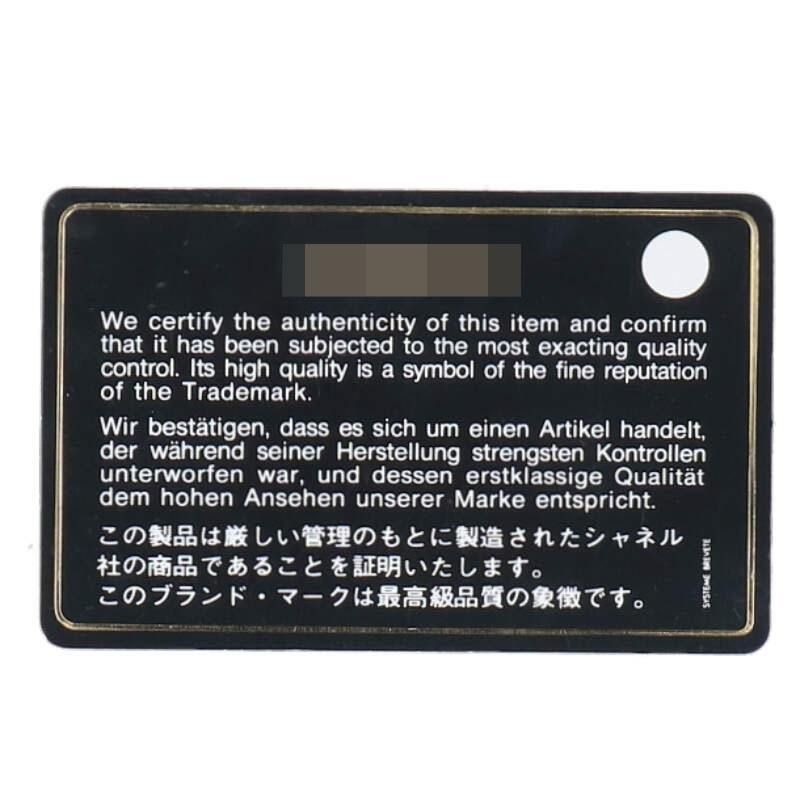 We certify the authenticity of this item and confirm
that it has been subjected to the most exacting quality
control. Its high quality is a symbol of the fine reputation
of the Trademark.
Wir bestätigen, dass es sich um einen Artikel handelt,
der während seiner Herstellung strengsten Kontrollen
unterworfen war, und dessen erstklassige Qualität
dem hohen Ansehen unserer Marke entspricht.
この製品は厳しい管理のもとに製造されたシャネル
社の商品であることを証明いたします。
このブランド・マークは最高級品質の象徴です。
SYSTEME BREVETE